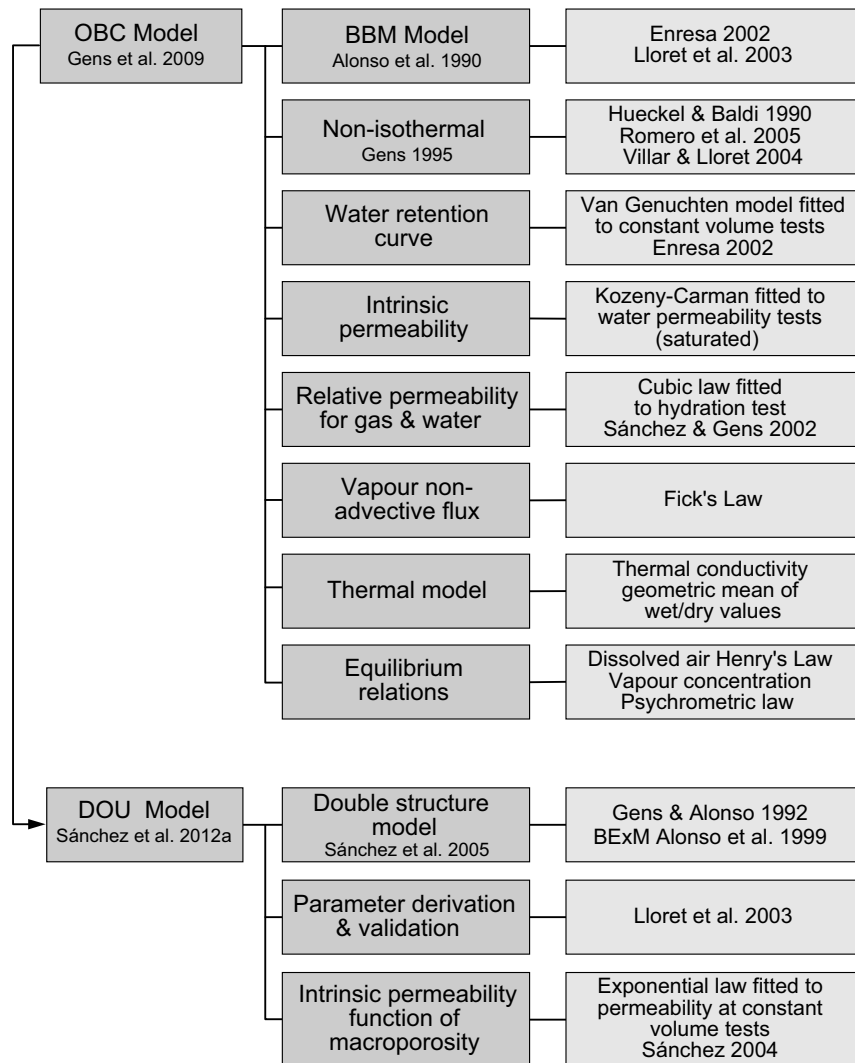 OBC Model
Gens et al. 2009
BBM Model
Alonso et al. 1990
Enresa 2002
Lloret et al. 2003
Non-isothermal
Gens 1995
Hueckel & Baldi 1990
Romero et al. 2005
Villar & Lloret 2004
Water retention
curve
Van Genuchten model fitted
to constant volume tests
Enresa 2002
Intrinsic
permeability
Kozeny-Carman fitted to
water permeability tests
(saturated)
Relative permeability
for gas & water
Cubic law fitted
to hydration test
Sánchez & Gens 2002
Vapour non-
advective flux
Fick's Law
Thermal model
Thermal conductivity
geometric mean of
wet/dry values
Equilibrium
relations
Dissolved air Henry's Law
Vapour concentration
Psychrometric law
DOU Model
Sánchez et al. 2012a
Double structure
model
Sánchez et al. 2005
Gens & Alonso 1992
BExM Alonso et al. 1999
Parameter derivation
& validation
Lloret et al. 2003
Intrinsic permeability
function of
macroporosity
Exponential law fitted to
permeability at constant
volume tests
Sánchez 2004